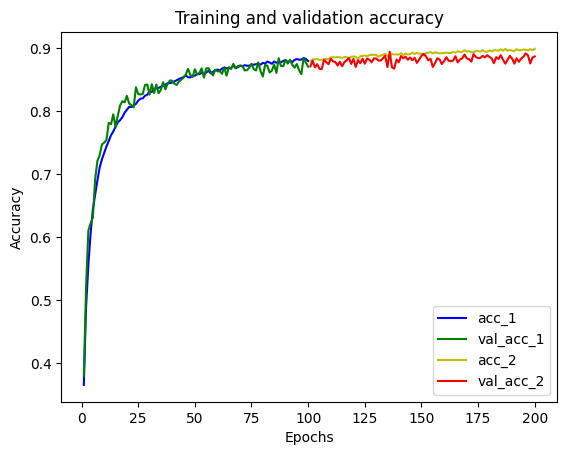 Training and validation accuracy
Accuracy
0.9
0.8
0.7
0.6
0.5
0.4
acc_1
val_acc_1
acc_2
val_acc_2
0 25 50 75 100 125 150 175 200
Epochs